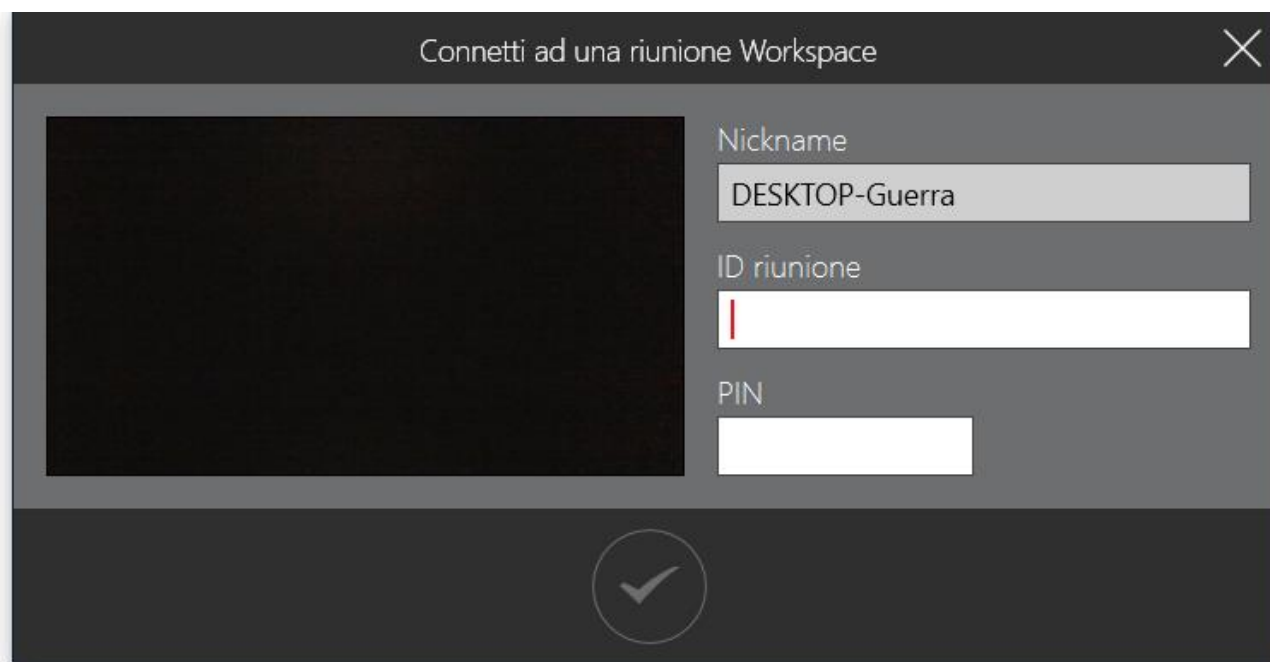 Connetti ad una riunione Workspace
Nickname
DESKTOP-Guerra
ID riunione
PIN